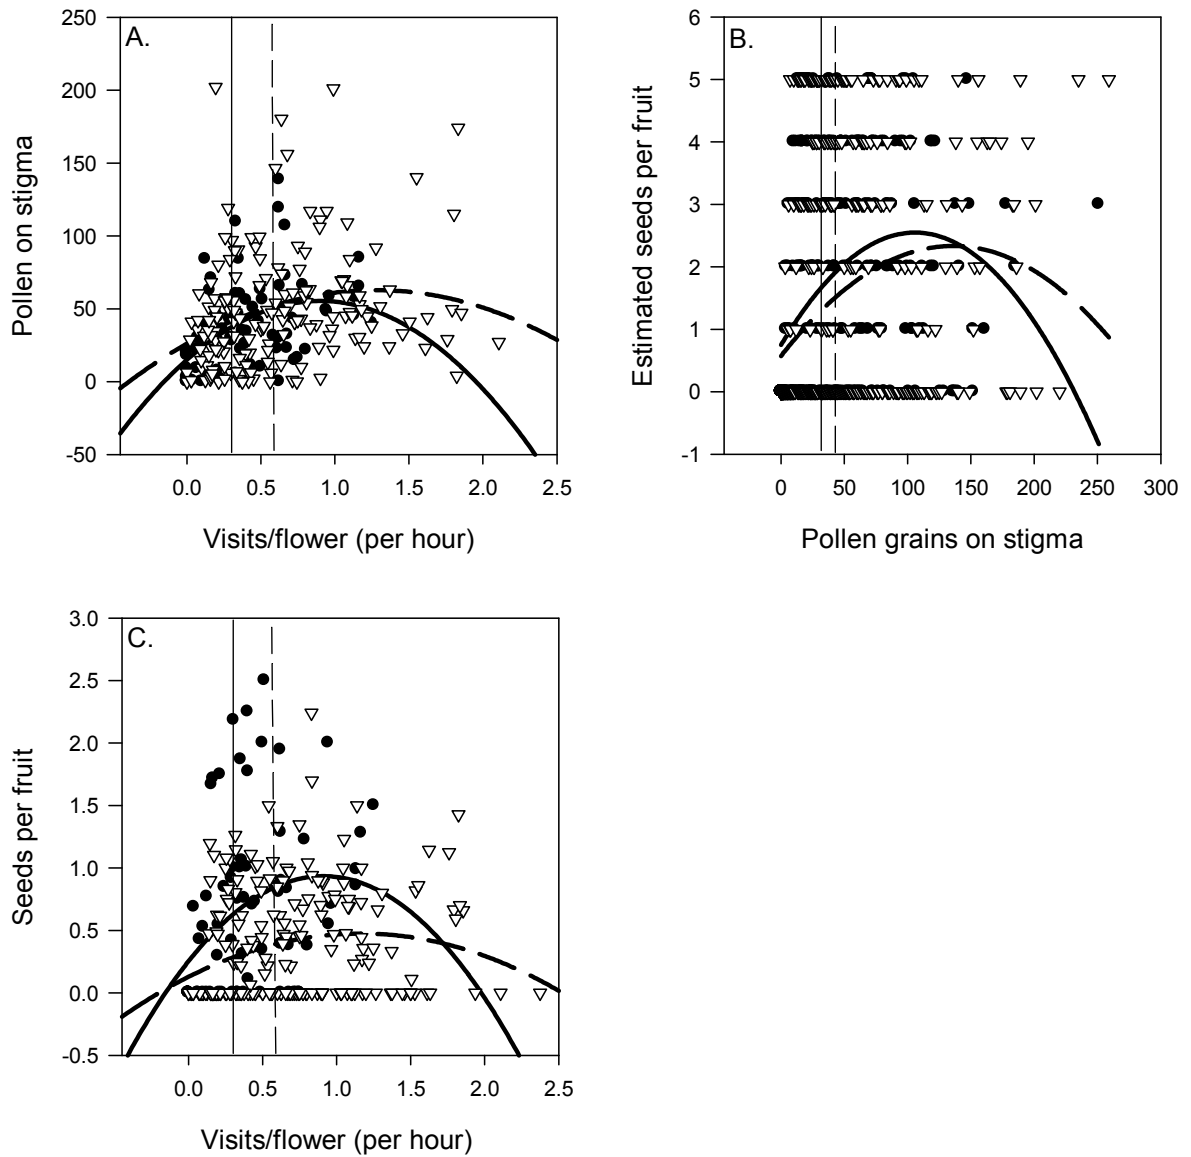 A.
250
200
150
100
50
0
-50
Pollen on stigma
0.0 0.5 1.0 1.5 2.0 2.5
Visits/flower (per hour)
B.
6
5
4
3
2
1
0
-1
Estimated seeds per fruit
0 50 100 150 200 250 300
Pollen grains on stigma
C.
3.0
2.5
2.0
1.5
1.0
0.5
0.0
-0.5
Seeds per fruit
0.0 0.5 1.0 1.5 2.0 2.5
Visits/flower (per hour)